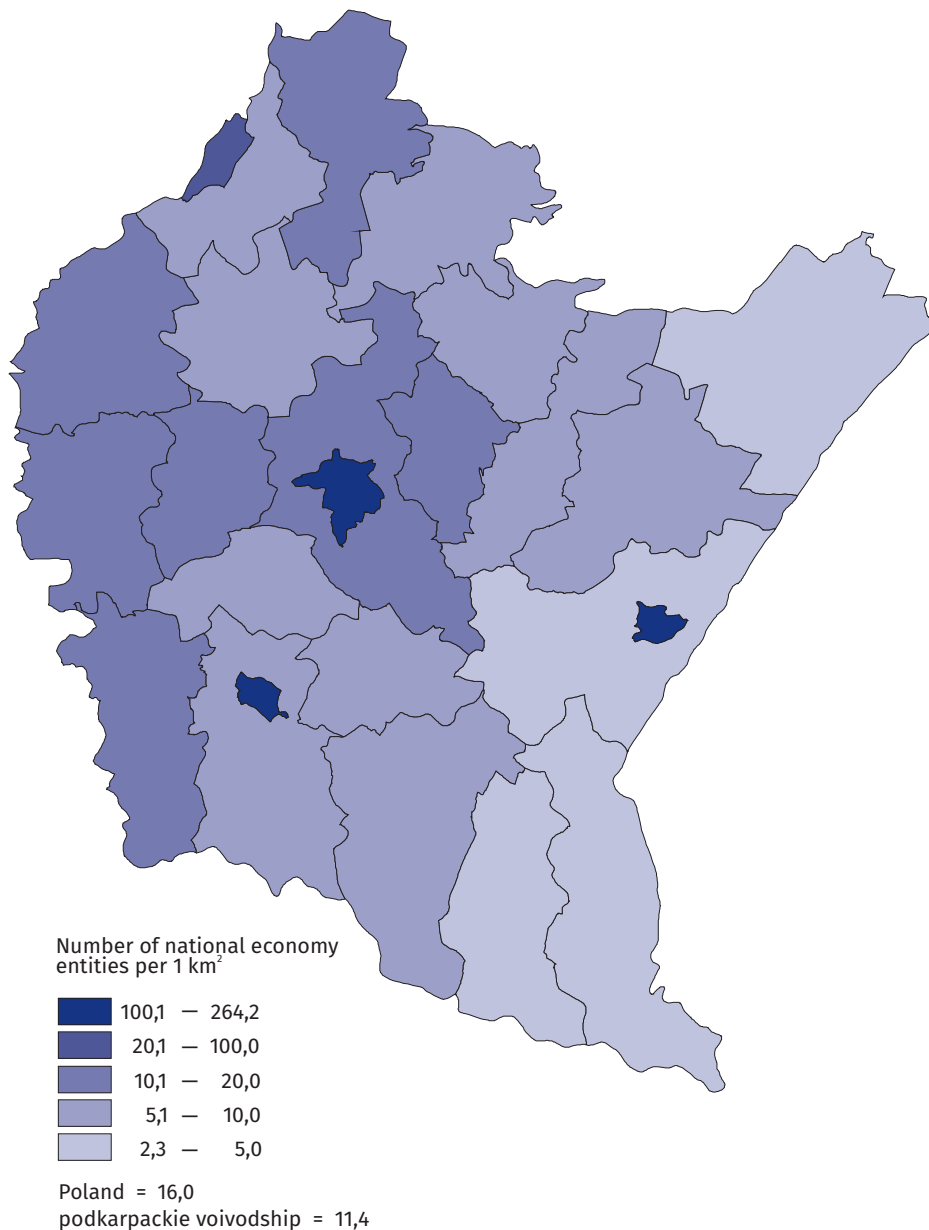 Number of national economy
entities per 1 km²
100,1 — 264,2
20,1 — 100,0
10,1 — 20,0
5,1 — 10,0
2,3 — 5,0
Poland = 16,0
podkarpackie voivodship = 11,4